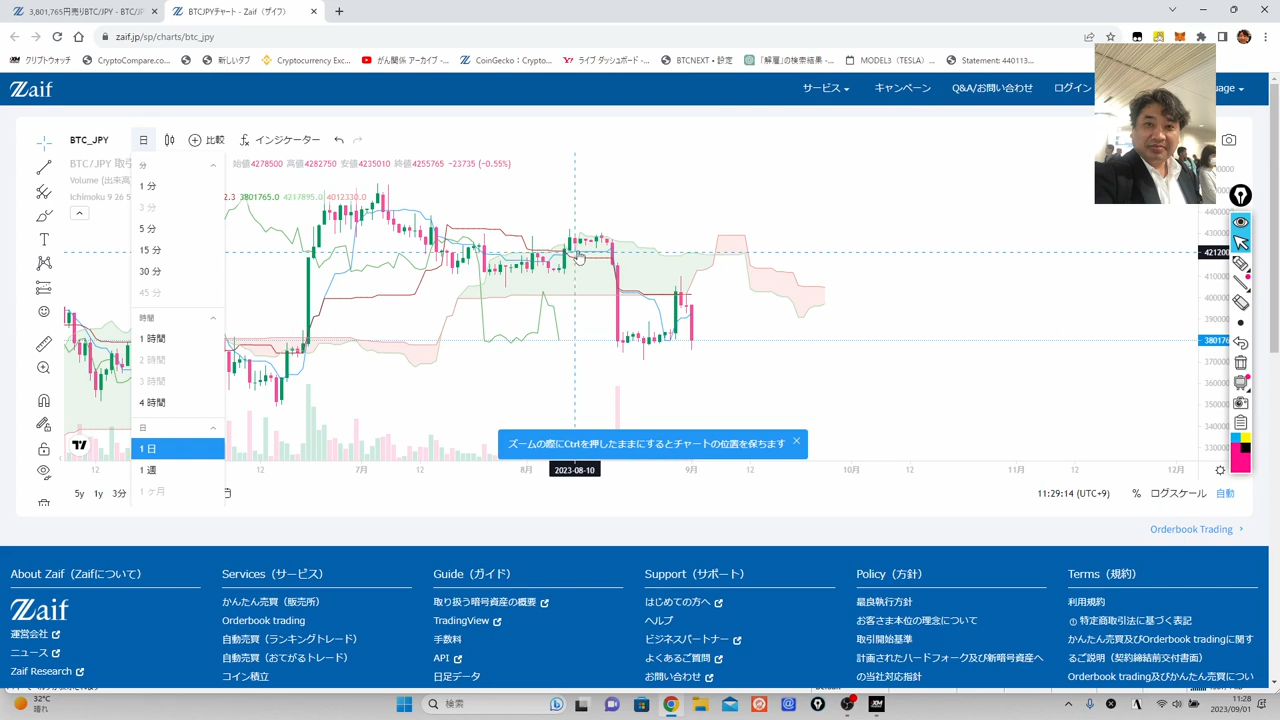 3,801,765円売りBTC/JPY - BTC/JP
BTCJPYチャート - Zaif（ザイフ）
zaif.jp/sp/charts/btc_jpy
クリプトウォッチ
CryptoCompare.co...
新しいタブ
Cryptocurrency Exc...
がん関係 アーカイブ -...
CoinGecko：Crypto...
ライブ ダッシュボード -...
BTCNEXT • 設定
「解雇」の検索結果 -...
MODEL3（TESLA）...
Statement: 440113...
Zaif
サービス
キャンペーン
Q&A/お問い合わせ
ログイン
uage
BTC_JPY
日
比較
インジケーター
BTC/JPY 取引
始値4278500 高値4282750 安値4235010 終値4255765 −23735 (−0.55%)
Volume (出来高
Ichimoku 9 26 5
2.3 3801765.0 4217895.0 4012330.0
分
1 分
3 分
5 分
15 分
30 分
45 分
時間
1 時間
2 時間
3 時間
4 時間
日
1 日
1 週
1 ヶ月
440000
421200
410000
400000
390000
380176
370000
360000
350000
340000
330000
ズームの際にCtrlを押したままにするとチャートの位置を保ちます
12
12
7月
12
8月
2023-08-10
9月
12
10月
12
11月
12
12月
5y 1y 3分
11:29:14 (UTC+9)
%
ログスケール
自動
Orderbook Trading
About Zaif（Zaifについて）
Zaif
運営会社
ニュース
Zaif Research
Services（サービス）
かんたん売買（販売所）
Orderbook trading
自動売買（ランキングトレード）
自動売買（おてがるトレード）
コイン積立
Guide（ガイド）
取り扱う暗号資産の概要
TradingView
手数料
API
日足データ
Support（サポート）
はじめての方へ
ヘルプ
ビジネスパートナー
よくあるご質問
お問い合わせ
Policy（方針）
最良執行方針
お客さま本位の理念について
取引開始基準
計画されたハードフォーク及び新暗号資産へ
の当社対応指針
Terms（規約）
利用規約
特定商取引法に基づく表記
かんたん売買及びOrderbook tradingに関す
るご説明（契約締結前交付書面）
Orderbook trading及びかんたん売買につい
32°C
晴れ
検索
11:28
2023/09/01